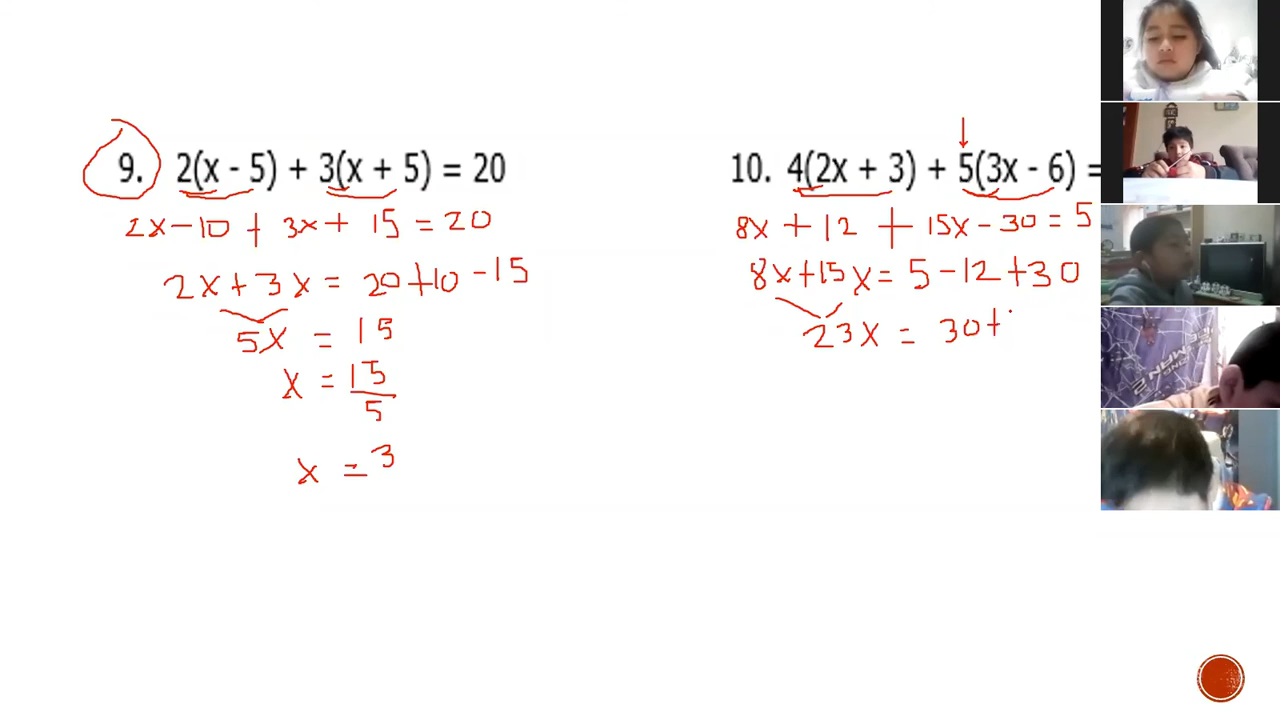 9. 2(x - 5) + 3(x + 5) = 20
2x - 10 + 3x + 15 = 20
2x + 3x = 20 + 10 - 15
5x = 15
x = 15/5
x = 3
10. 4(2x + 3) + 5(3x - 6) =
8x + 12 + 15x - 30 = 5
8x + 15x = 5 - 12 + 30
23x = 30 +